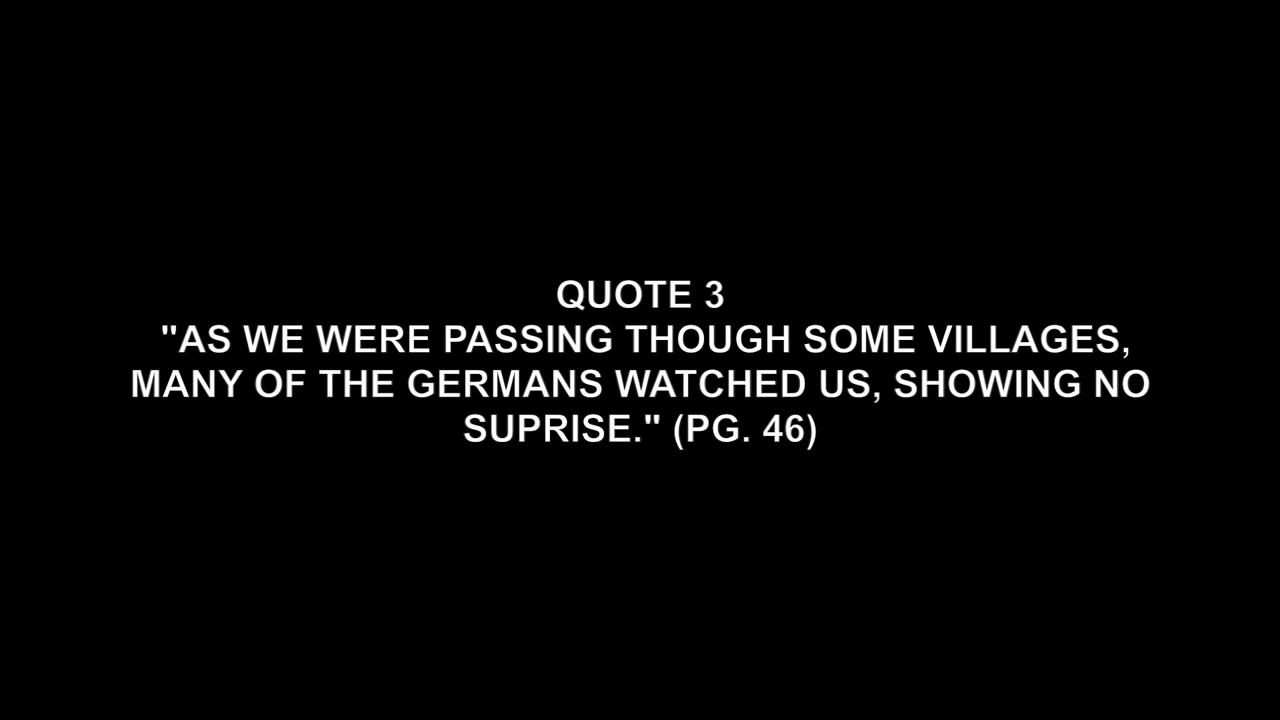 QUOTE 3
"AS WE WERE PASSING THOUGH SOME VILLAGES,
MANY OF THE GERMANS WATCHED US, SHOWING NO
SUPRISE." (PG. 46)